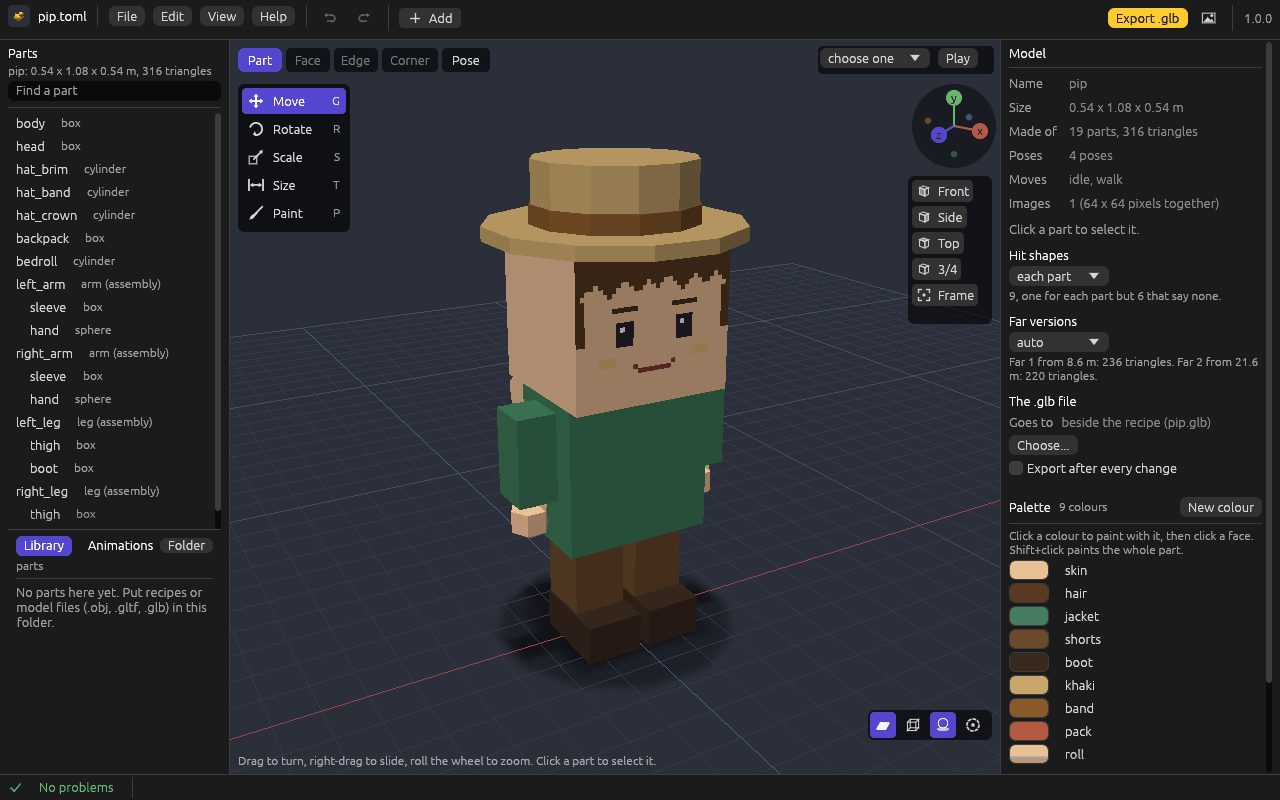 pip.toml File Edit View Help + Add Export .glb 1.0.0
Parts
pip: 0.54 x 1.08 x 0.54 m, 316 triangles
Find a part
body box
head box
hat_brim cylinder
hat_band cylinder
hat_crown cylinder
backpack box
bedroll cylinder
left_arm arm (assembly)
sleeve box
hand sphere
right_arm arm (assembly)
sleeve box
hand sphere
left_leg leg (assembly)
thigh box
boot box
right_leg leg (assembly)
thigh box
Library Animations Folder
parts
No parts here yet. Put recipes or
model files (.obj, .gltf, .glb) in this
folder.
Part Face Edge Corner Pose
Move G
Rotate R
Scale S
Size T
Paint P
choose one Play
y
x
z
Front
Side
Top
3/4
Frame
Drag to turn, right-drag to slide, roll the wheel to zoom. Click a part to select it.
Model
Name pip
Size 0.54 x 1.08 x 0.54 m
Made of 19 parts, 316 triangles
Poses 4 poses
Moves idle, walk
Images 1 (64 x 64 pixels together)
Click a part to select it.
Hit shapes
each part
9, one for each part but 6 that say none.
Far versions
auto
Far 1 from 8.6 m: 236 triangles. Far 2 from 21.6
m: 220 triangles.
The .glb file
Goes to beside the recipe (pip.glb)
Choose...
Export after every change
Palette 9 colours New colour
Click a colour to paint with it, then click a face.
Shift+click paints the whole part.
skin
hair
jacket
shorts
boot
khaki
band
pack
roll
No problems